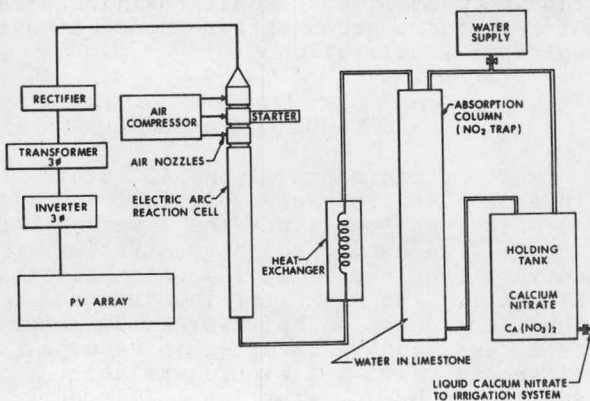 WATER
SUPPLY
RECTIFIER
AIR
COMPRESSOR
STARTER
ABSORPTION
COLUMN
(NO2 TRAP)
TRANSFORMER
3ø
AIR NOZZLES
INVERTER
3ø
ELECTRIC ARC
REACTION CELL
HEAT
EXCHANGER
HOLDING
TANK
CALCIUM
NITRATE
Ca(NO3)2
PV ARRAY
WATER IN LIMESTONE
LIQUID CALCIUM NITRATE
TO IRRIGATION SYSTEM